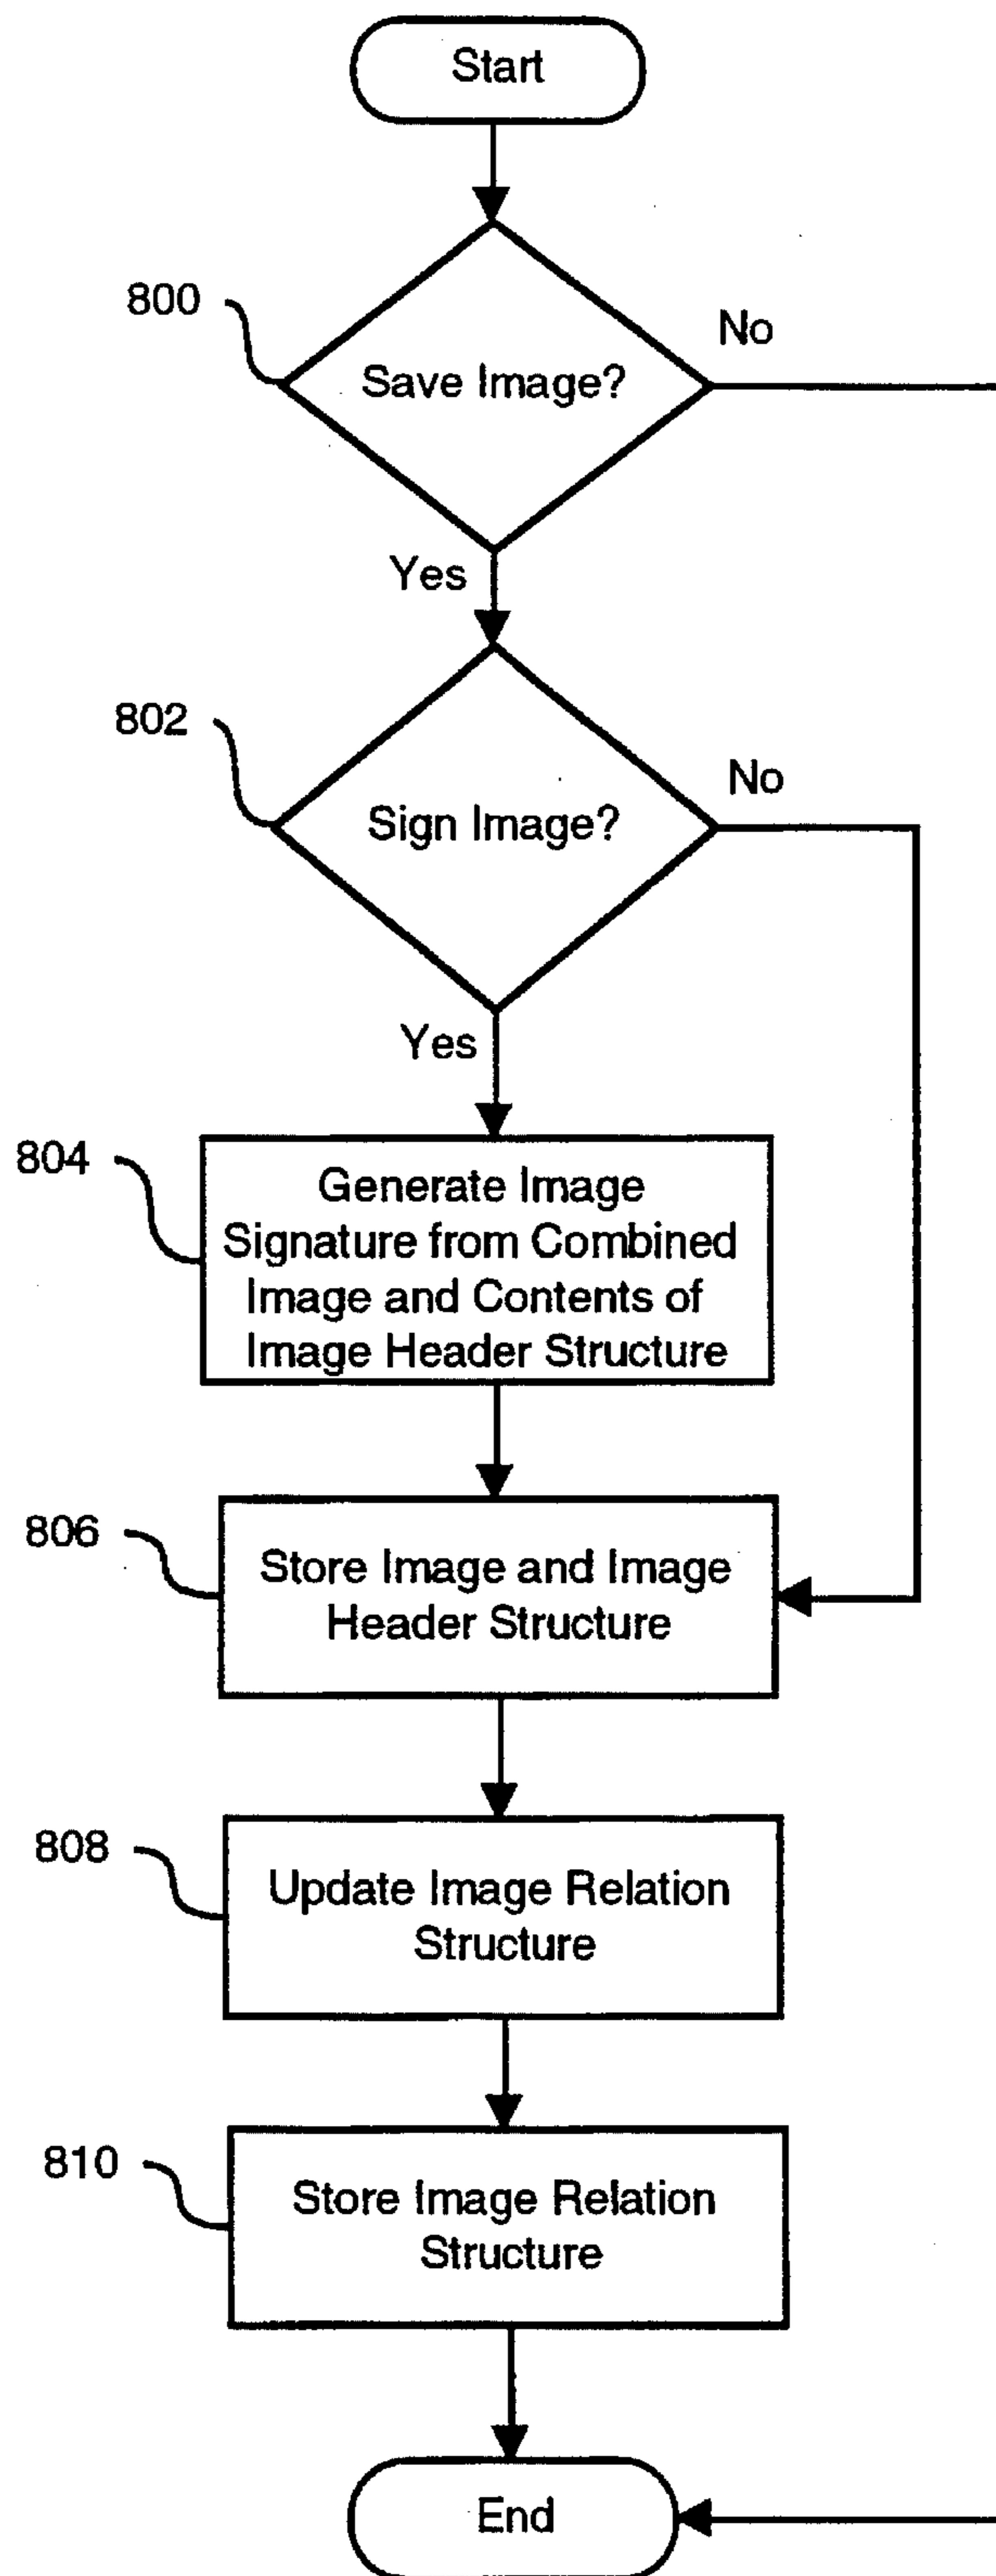 Start
800
No
Save Image?
Yes
802
No
Sign Image?
Yes
804
Generate Image
Signature from Combined
Image and Contents of
Image Header Structure
806
Store Image and Image
Header Structure
808
Update Image Relation
Structure
810
Store Image Relation
Structure
End